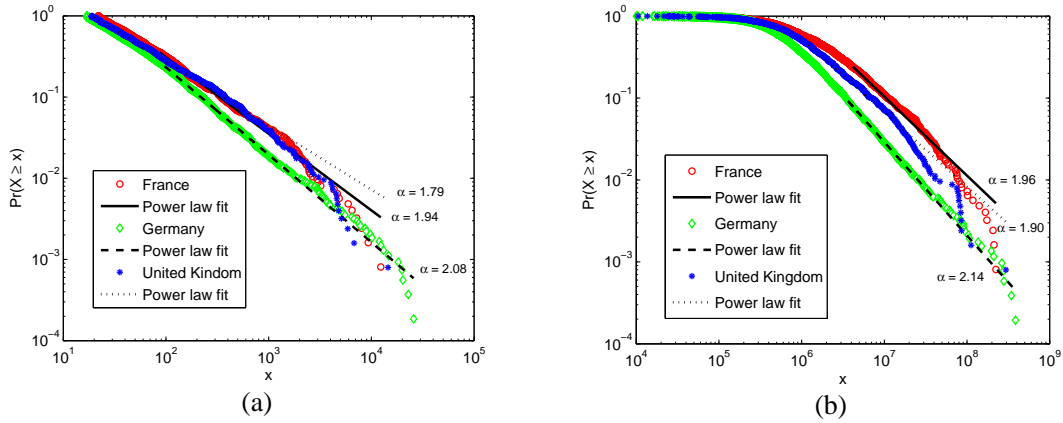 10^0
10^-1
10^-2
10^-3
10^-4
Pr(X ≥ x)
10^1
10^2
10^3
10^4
10^5
x
France
Power law fit
Germany
Power law fit
United Kindom
Power law fit
α = 1.79
α = 1.94
α = 2.08
(a)
10^0
10^-1
10^-2
10^-3
10^-4
Pr(X ≥ x)
10^4
10^5
10^6
10^7
10^8
10^9
x
France
Power law fit
Germany
Power law fit
United Kingdom
Power law fit
α = 1.96
α = 1.90
α = 2.14
(b)